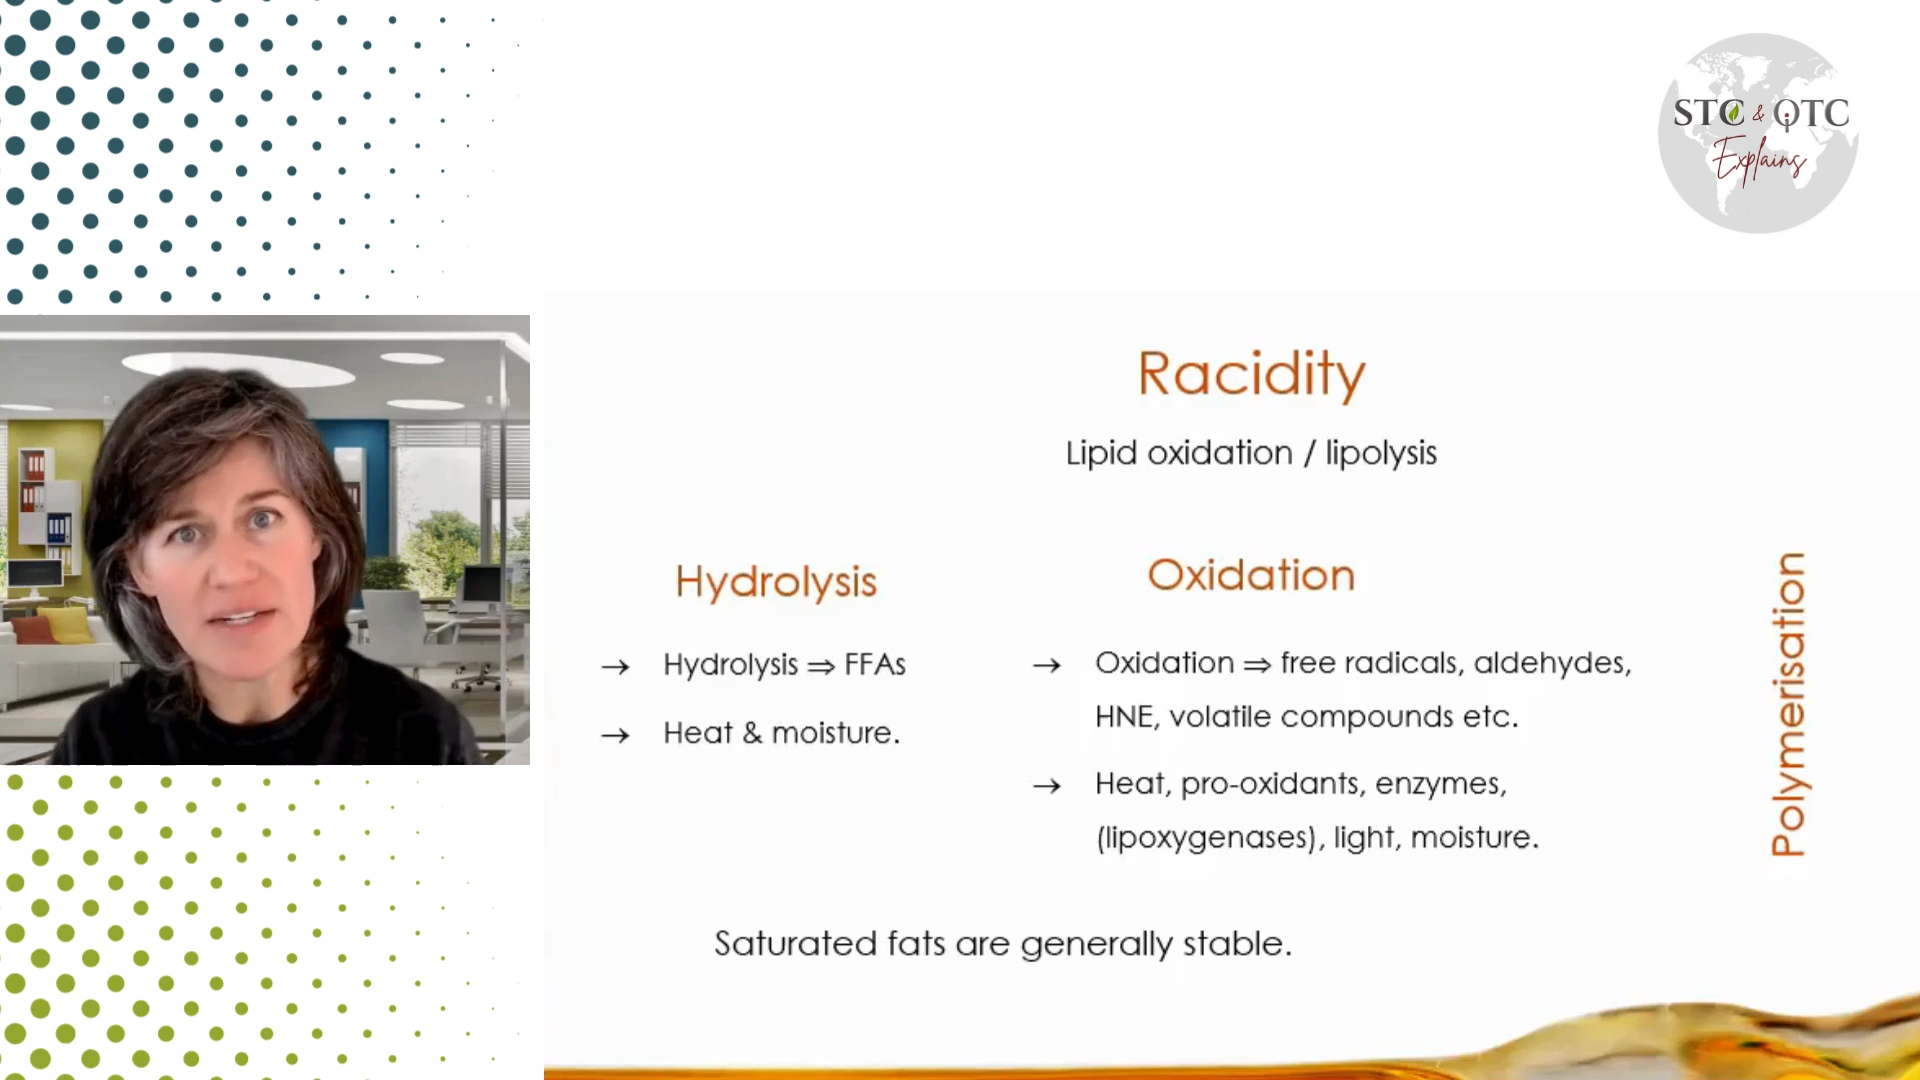 STC & QTC
Explains
Racidity
Lipid oxidation / lipolysis
Hydrolysis
→ Hydrolysis ⇒ FFAs
→ Heat & moisture.
Oxidation
→ Oxidation ⇒ free radicals, aldehydes,
HNE, volatile compounds etc.
→ Heat, pro-oxidants, enzymes,
(lipoxygenases), light, moisture.
Polymerisation
Saturated fats are generally stable.